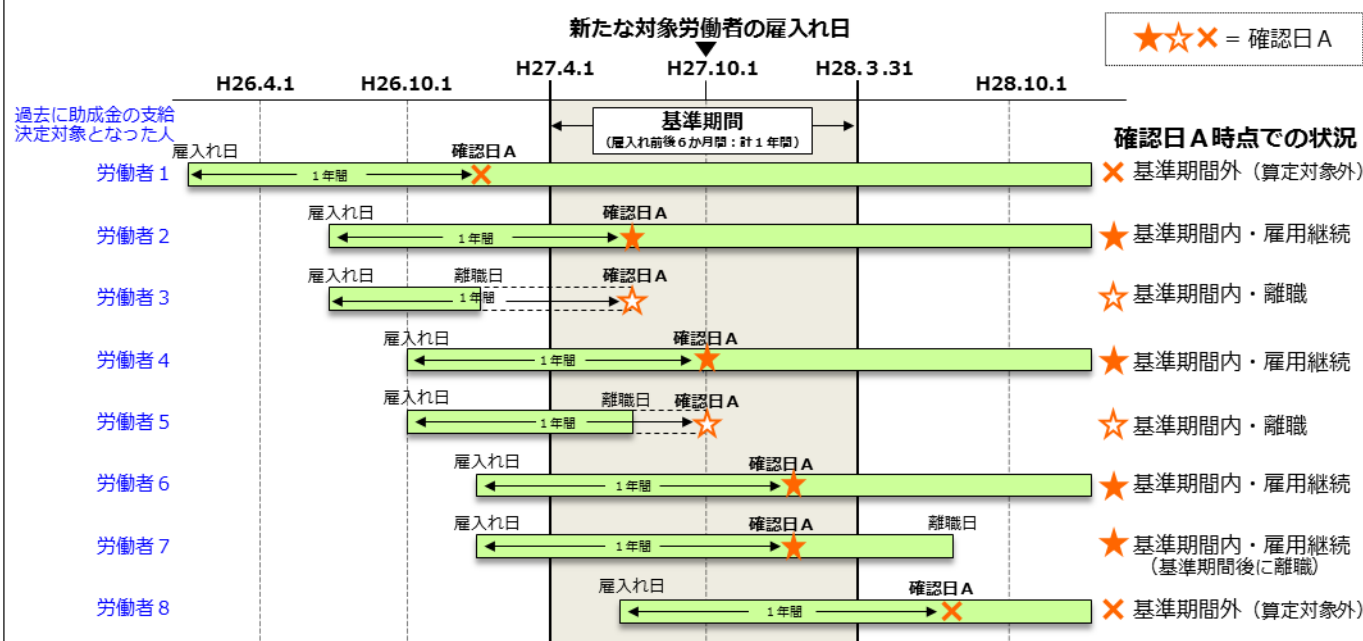 新たな対象労働者の雇入れ日
★☆× = 確認日A
H26.4.1 H26.10.1 H27.4.1 H27.10.1 H28.3.31 H28.10.1
過去に助成金の支給
決定対象となった人
基準期間
(雇入れ前後6か月間：計1年間)
確認日A時点での状況
雇入れ日 確認日A
労働者1 1年間 × 基準期間外（算定対象外）
雇入れ日 確認日A
労働者2 1年間 ★ 基準期間内・雇用継続
雇入れ日 離職日 確認日A
労働者3 1年間 ☆ 基準期間内・離職
雇入れ日 確認日A
労働者4 1年間 ★ 基準期間内・雇用継続
雇入れ日 離職日 確認日A
労働者5 1年間 ☆ 基準期間内・離職
雇入れ日 確認日A
労働者6 1年間 ★ 基準期間内・雇用継続
雇入れ日 確認日A 離職日
労働者7 1年間 ★ 基準期間内・雇用継続
（基準期間後に離職）
雇入れ日 確認日A
労働者8 1年間 × 基準期間外（算定対象外）